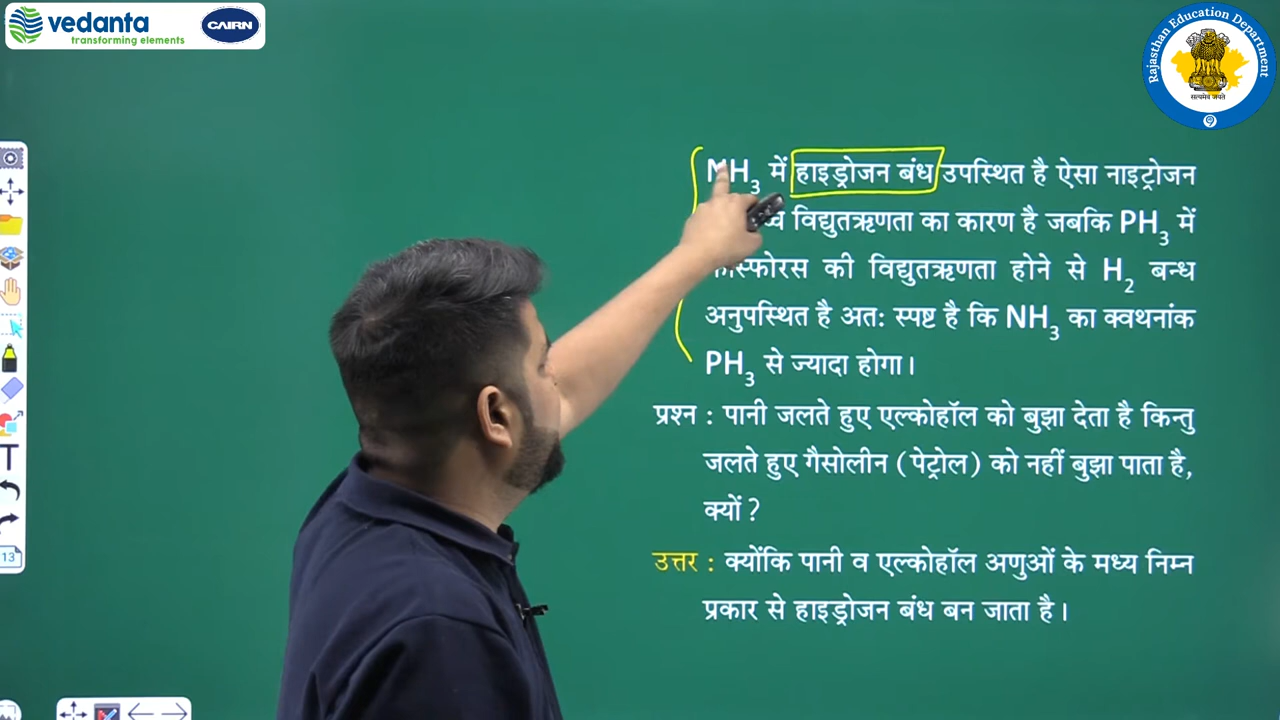 vedanta
transforming elements
CAIRN
Rajasthan Education Department
सत्यमेव जयते
NH3 में हाइड्रोजन बंध उपस्थित है ऐसा नाइट्रोजन
विद्युतऋणता का कारण है जबकि PH3 में
की विद्युतऋणता होने से H2 बन्ध
अनुपस्थित है अतः स्पष्ट है कि NH3 का क्वथनांक
PH3 से ज्यादा होगा।
प्रश्न : पानी जलते हुए एल्कोहॉल को बुझा देता है किन्तु
जलते हुए गैसोलीन (पेट्रोल) को नहीं बुझा पाता है,
क्यों ?
उत्तर : क्योंकि पानी व एल्कोहॉल अणुओं के मध्य निम्न
प्रकार से हाइड्रोजन बंध बन जाता है।
T
13